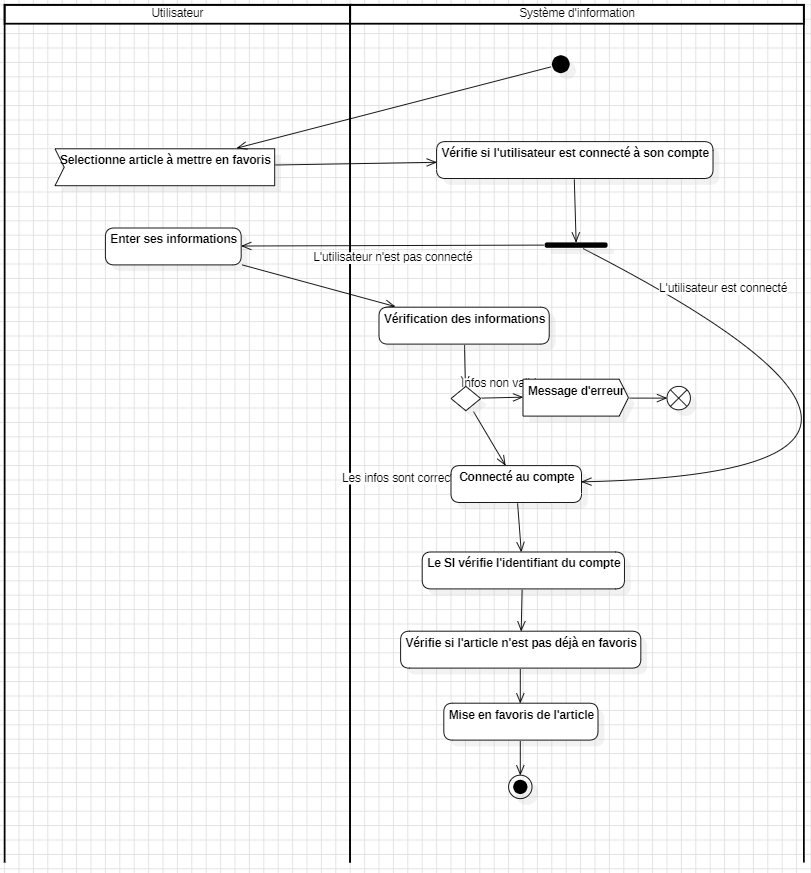 Utilisateur
Système d'information
Selectionne article à mettre en favoris
Vérifie si l'utilisateur est connecté à son compte
Enter ses informations
L'utilisateur n'est pas connecté
L'utilisateur est connecté
Vérification des informations
Infos non
Message d'erreur
Les infos sont
Connecté au compte
Le SI vérifie l'identifiant du compte
Vérifie si l'article n'est pas déjà en favoris
Mise en favoris de l'article